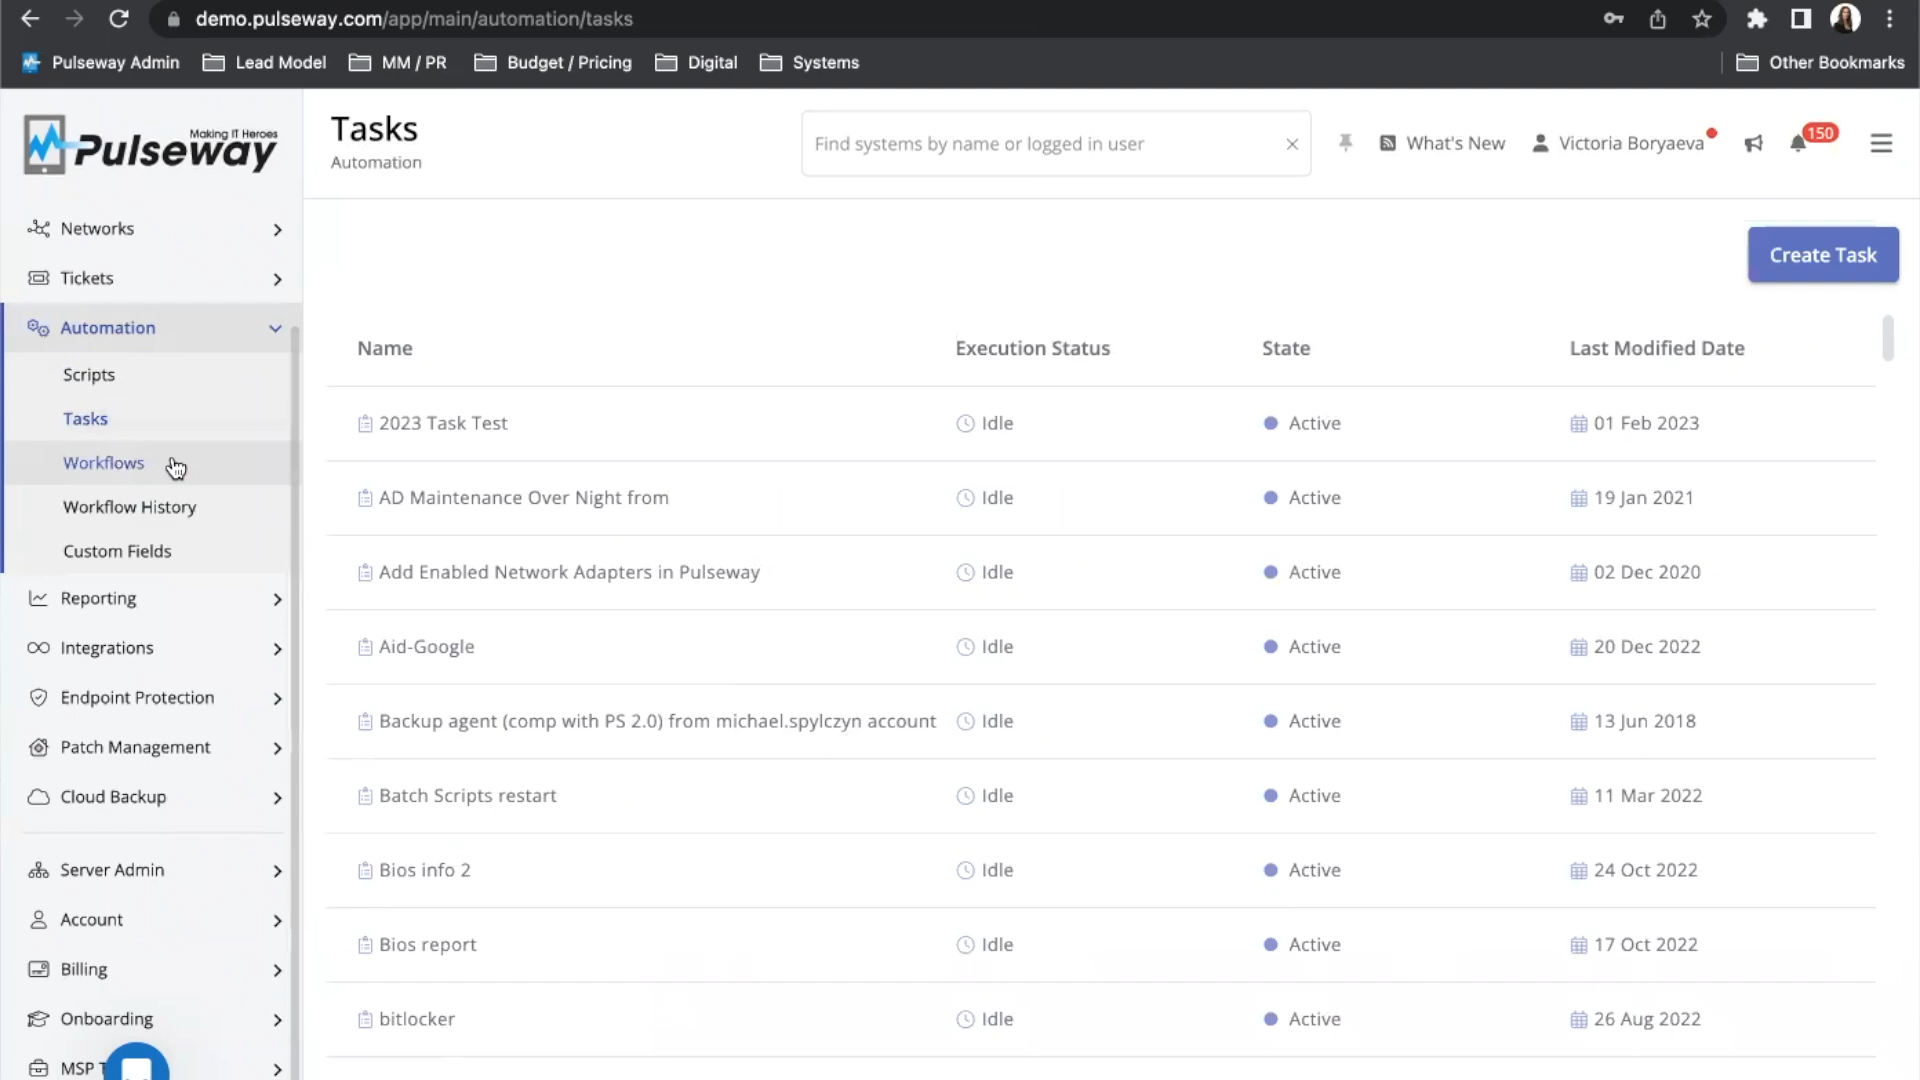 demo.pulseway.com/app/main/automation/tasks
Pulseway Admin
Lead Model
MM / PR
Budget / Pricing
Digital
Systems
Other Bookmarks
Making IT Heroes
Pulseway
Tasks
Automation
Find systems by name or logged in user
What's New
Victoria Boryaeva
150
Networks
Tickets
Automation
Scripts
Tasks
Workflows
Workflow History
Custom Fields
Reporting
Integrations
Endpoint Protection
Patch Management
Cloud Backup
Server Admin
Account
Billing
Onboarding
MSP
Create Task
Name Execution Status State Last Modified Date
2023 Task Test Idle Active 01 Feb 2023
AD Maintenance Over Night from Idle Active 19 Jan 2021
Add Enabled Network Adapters in Pulseway Idle Active 02 Dec 2020
Aid-Google Idle Active 20 Dec 2022
Backup agent (comp with PS 2.0) from michael.spylczyn account Idle Active 13 Jun 2018
Batch Scripts restart Idle Active 11 Mar 2022
Bios info 2 Idle Active 24 Oct 2022
Bios report Idle Active 17 Oct 2022
bitlocker Idle Active 26 Aug 2022